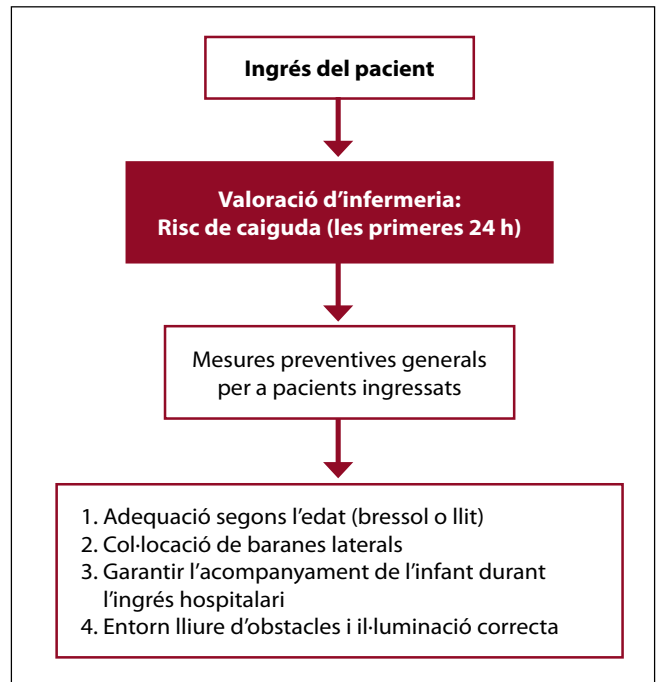 Ingrés del pacient
Valoració d'infermeria:
Risc de caiguda (les primeres 24 h)
Mesures preventives generals
per a pacients ingressats
1. Adequació segons l'edat (bressol o llit)
2. Col·locació de baranes laterals
3. Garantir l'acompanyament de l'infant durant
l'ingrés hospitalari
4. Entorn lliure d'obstacles i il·luminació correcta